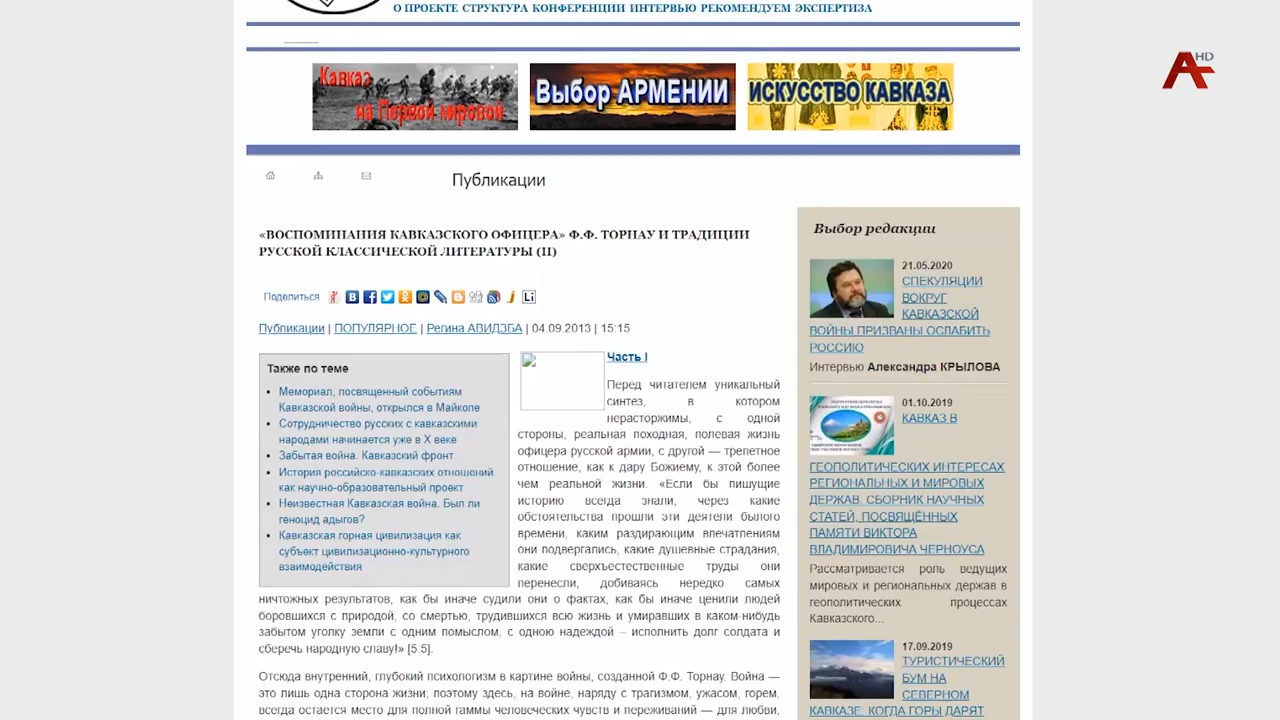 О ПРОЕКТЕ СТРУКТУРА КОНФЕРЕНЦИИ ИНТЕРВЬЮ РЕКОМЕНДУЕМ ЭКСПЕРТИЗА
HD
Кавказ
на Первой мировой
Выбор АРМЕНИИ
ИСКУССТВО КАВКАЗА
Публикации
«ВОСПОМИНАНИЯ КАВКАЗСКОГО ОФИЦЕРА» Ф.Ф. ТОРНАУ И ТРАДИЦИИ
РУССКОЙ КЛАССИЧЕСКОЙ ЛИТЕРАТУРЫ (II)
Поделиться
Публикации | ПОПУЛЯРНОЕ | Регина АВИДЗБА | 04.09.2013 | 15:15
Также по теме
Мемориал, посвященный событиям
Кавказской войны, открылся в Майкопе
Сотрудничество русских с кавказскими
народами начинается уже в X веке
Забытая война. Кавказский фронт
История российско-кавказских отношений
как научно-образовательный проект
Неизвестная Кавказская война. Был ли
геноцид адыгов?
Кавказская горная цивилизация как
субъект цивилизационно-культурного
взаимодействия
Часть I
Перед читателем уникальный
синтез, в котором
нерасторжимы, с одной
стороны, реальная походная, полевая жизнь
офицера русской армии, с другой — трепетное
отношение, как к дару Божиему, к этой более
чем реальной жизни. «Если бы пишущие
историю всегда знали, через какие
обстоятельства прошли эти деятели былого
времени, каким раздирающим впечатлениям
они подвергались, какие душевные страдания,
какие сверхъестественные труды они
перенесли, добиваясь нередко самых
ничтожных результатов, как бы иначе судили они о фактах, как бы иначе ценили людей
боровшихся с природой, со смертью, трудившихся всю жизнь и умиравших в каком-нибудь
забытом уголку земли с одним помыслом, с одною надеждой – исполнить долг солдата и
сберечь народную славу!» [5.5].
Отсюда внутренний, глубокий психологизм в картине войны, созданной Ф.Ф. Торнау. Война —
это лишь одна сторона жизни; поэтому здесь, на войне, наряду с трагизмом, ужасом, горем,
всегда остается место для полной гаммы человеческих чувств и переживаний — для любви,
Выбор редакции
21.05.2020
СПЕКУЛЯЦИИ
ВОКРУГ
КАВКАЗСКОЙ
ВОЙНЫ ПРИЗВАНЫ ОСЛАБИТЬ
РОССИЮ
Интервью Александра КРЫЛОВА
01.10.2019
КАВКАЗ В
ГЕОПОЛИТИЧЕСКИХ ИНТЕРЕСАХ
РЕГИОНАЛЬНЫХ И МИРОВЫХ
ДЕРЖАВ. СБОРНИК НАУЧНЫХ
СТАТЕЙ, ПОСВЯЩЁННЫХ
ПАМЯТИ ВИКТОРА
ВЛАДИМИРОВИЧА ЧЕРНОУСА
Рассматривается роль ведущих
мировых и региональных держав в
геополитических процессах
Кавказского...
17.09.2019
ТУРИСТИЧЕСКИЙ
БУМ НА
СЕВЕРНОМ
КАВКАЗЕ: КОГДА ГОРЫ ДАРЯТ